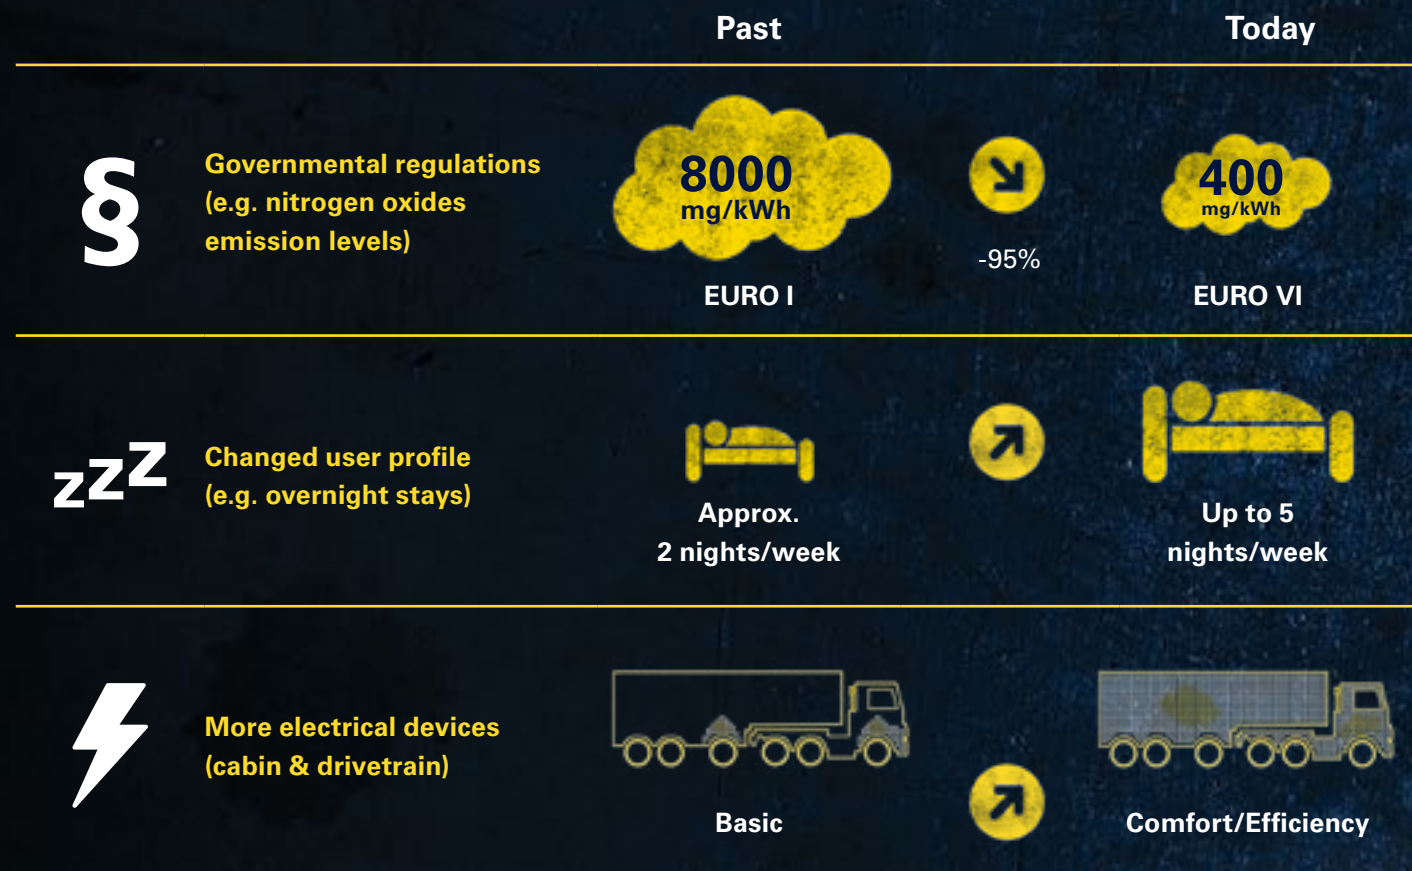 Past
Today
§
Governmental regulations
(e.g. nitrogen oxides
emission levels)
8000
mg/kWh
EURO I
-95%
400
mg/kWh
EURO VI
zzz
Changed user profile
(e.g. overnight stays)
Approx.
2 nights/week
Up to 5
nights/week
More electrical devices
(cabin & drivetrain)
Basic
Comfort/Efficiency